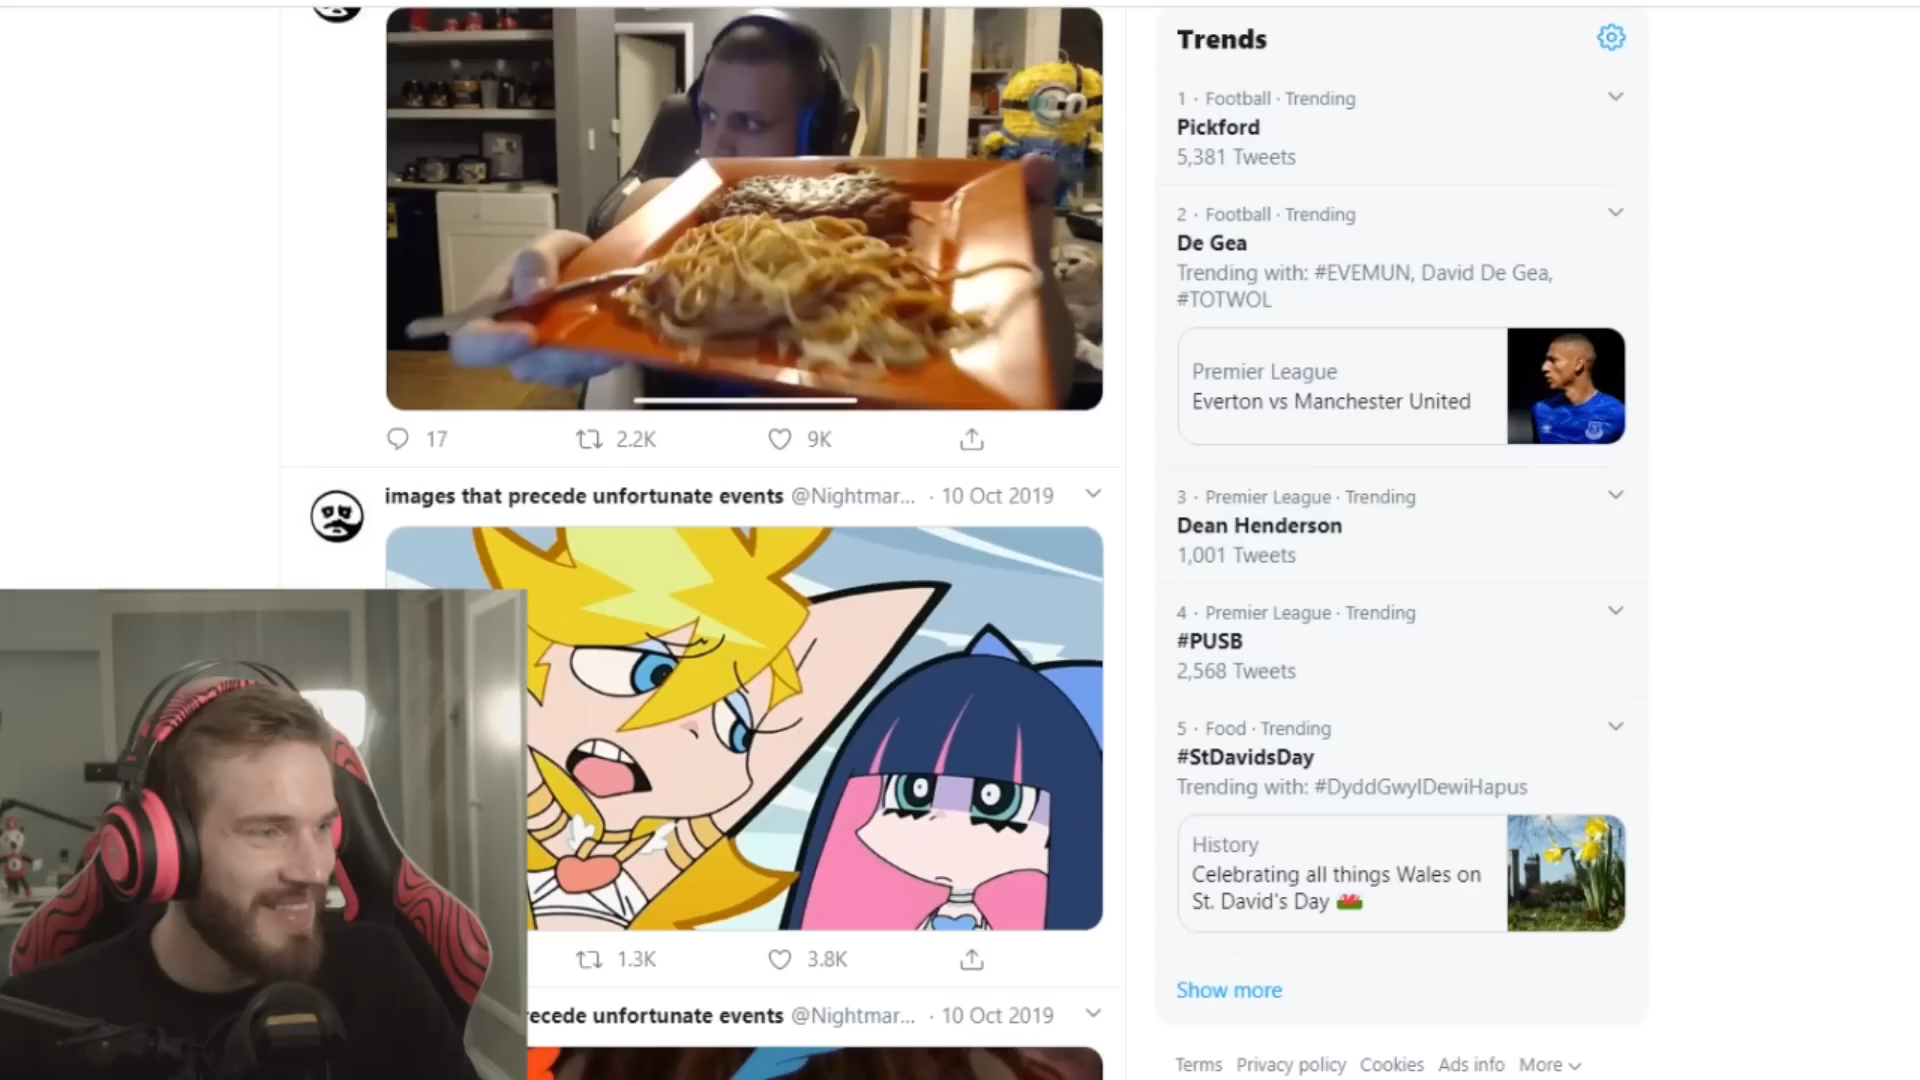 17
2.2K
9K
images that precede unfortunate events @Nightmar... · 10 Oct 2019
1.3K
3.8K
ecede unfortunate events @Nightmar... · 10 Oct 2019
Trends
1 · Football · Trending
Pickford
5,381 Tweets
2 · Football · Trending
De Gea
Trending with: #EVEMUN, David De Gea,
#TOTWOL
Premier League
Everton vs Manchester United
3 · Premier League · Trending
Dean Henderson
1,001 Tweets
4 · Premier League · Trending
#PUSB
2,568 Tweets
5 · Food · Trending
#StDavidsDay
Trending with: #DyddGwylDewiHapus
History
Celebrating all things Wales on
St. David's Day
Show more
Terms Privacy policy Cookies Ads info More